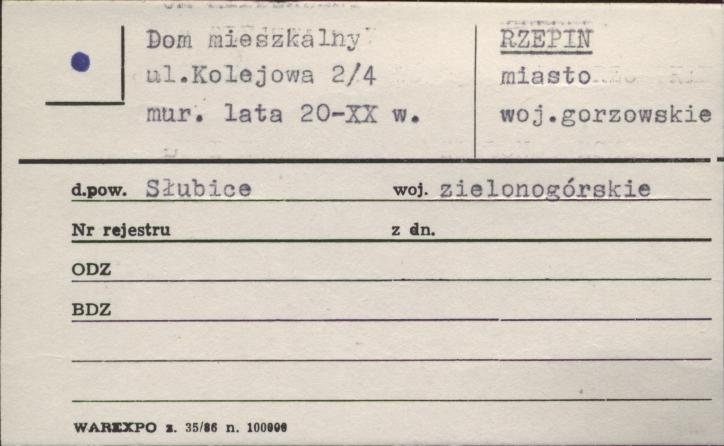 Dom mieszkalny
ul.Kolejowa 2/4
mur. lata 20-XX w.
RZEPIN
miasto
woj.gorzowskie
d.pow. Słubice woj. zielonogórskie
Nr rejestru z dn.
ODZ
BDZ
WAREXPO z. 35/86 n. 100000